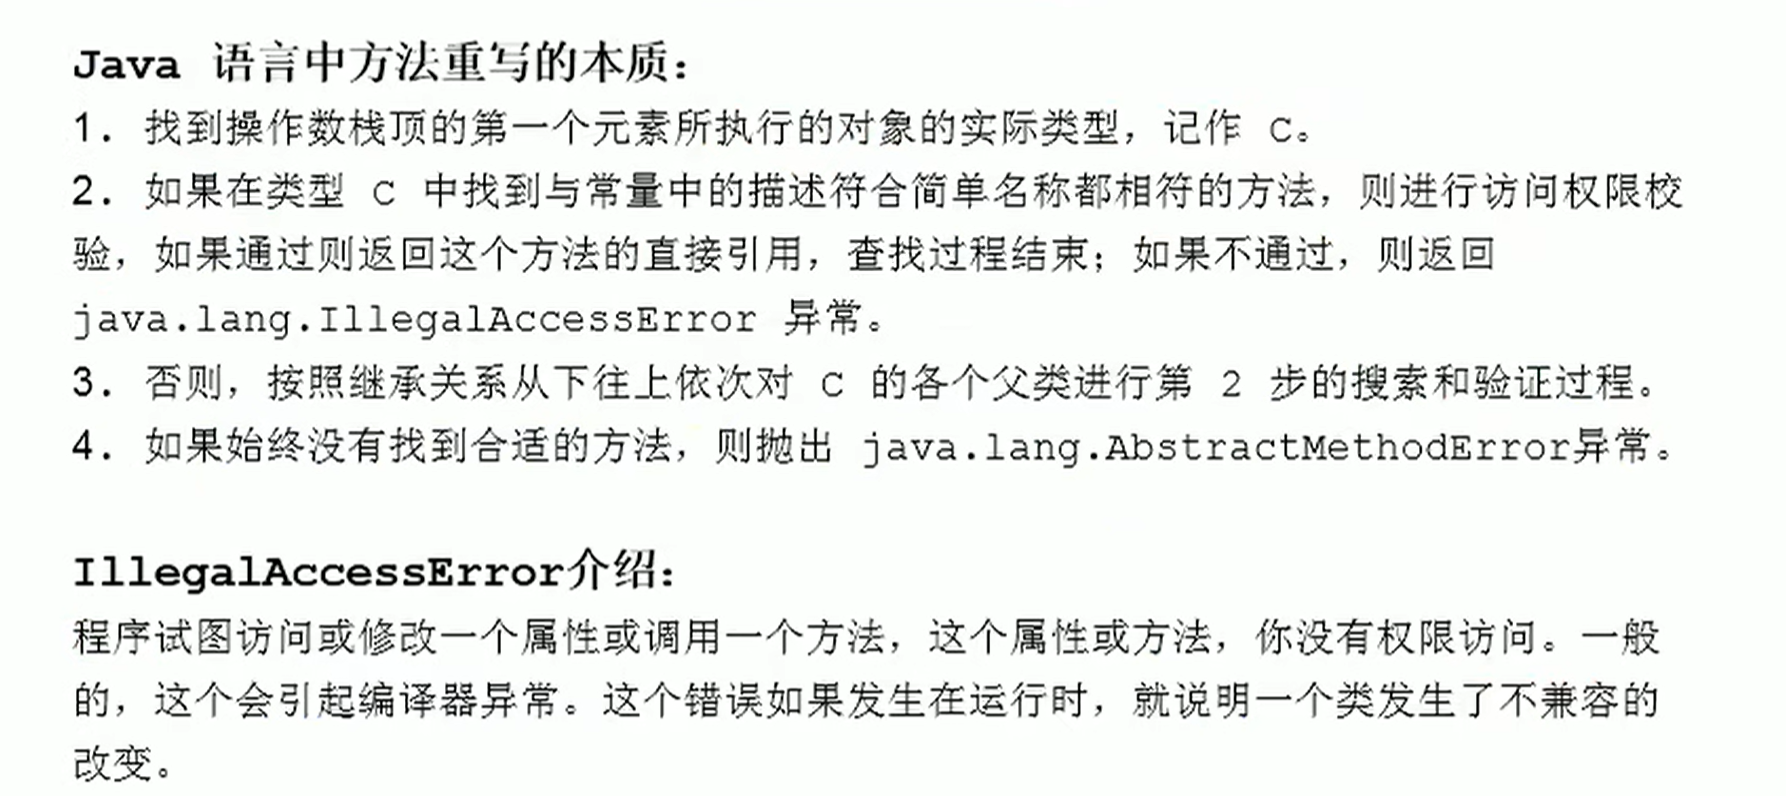 Java 语言中方法重写的本质：
1. 找到操作数栈顶的第一个元素所执行的对象的实际类型，记作 C。
2. 如果在类型 C 中找到与常量中的描述符合简单名称都相符的方法，则进行访问权限校
验，如果通过则返回这个方法的直接引用，查找过程结束；如果不通过，则返回
java.lang.IllegalAccessError 异常。
3. 否则，按照继承关系从下往上依次对 C 的各个父类进行第 2 步的搜索和验证过程。
4. 如果始终没有找到合适的方法，则抛出 java.lang.AbstractMethodError异常。
IllegalAccessError介绍：
程序试图访问或修改一个属性或调用一个方法，这个属性或方法，你没有权限访问。一般
的，这个会引起编译器异常。这个错误如果发生在运行时，就说明一个类发生了不兼容的
改变。